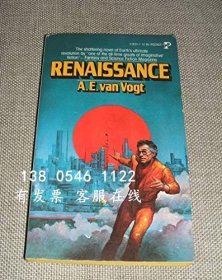 The shattering novel of Earth's ultimate
revolution by "one of the all time greats of imaginative
fiction" — Fantasy and Science Fiction Magazine
RENAISSANCE
A.E. van Vogt
138 0546 1122
有发票 客服在线